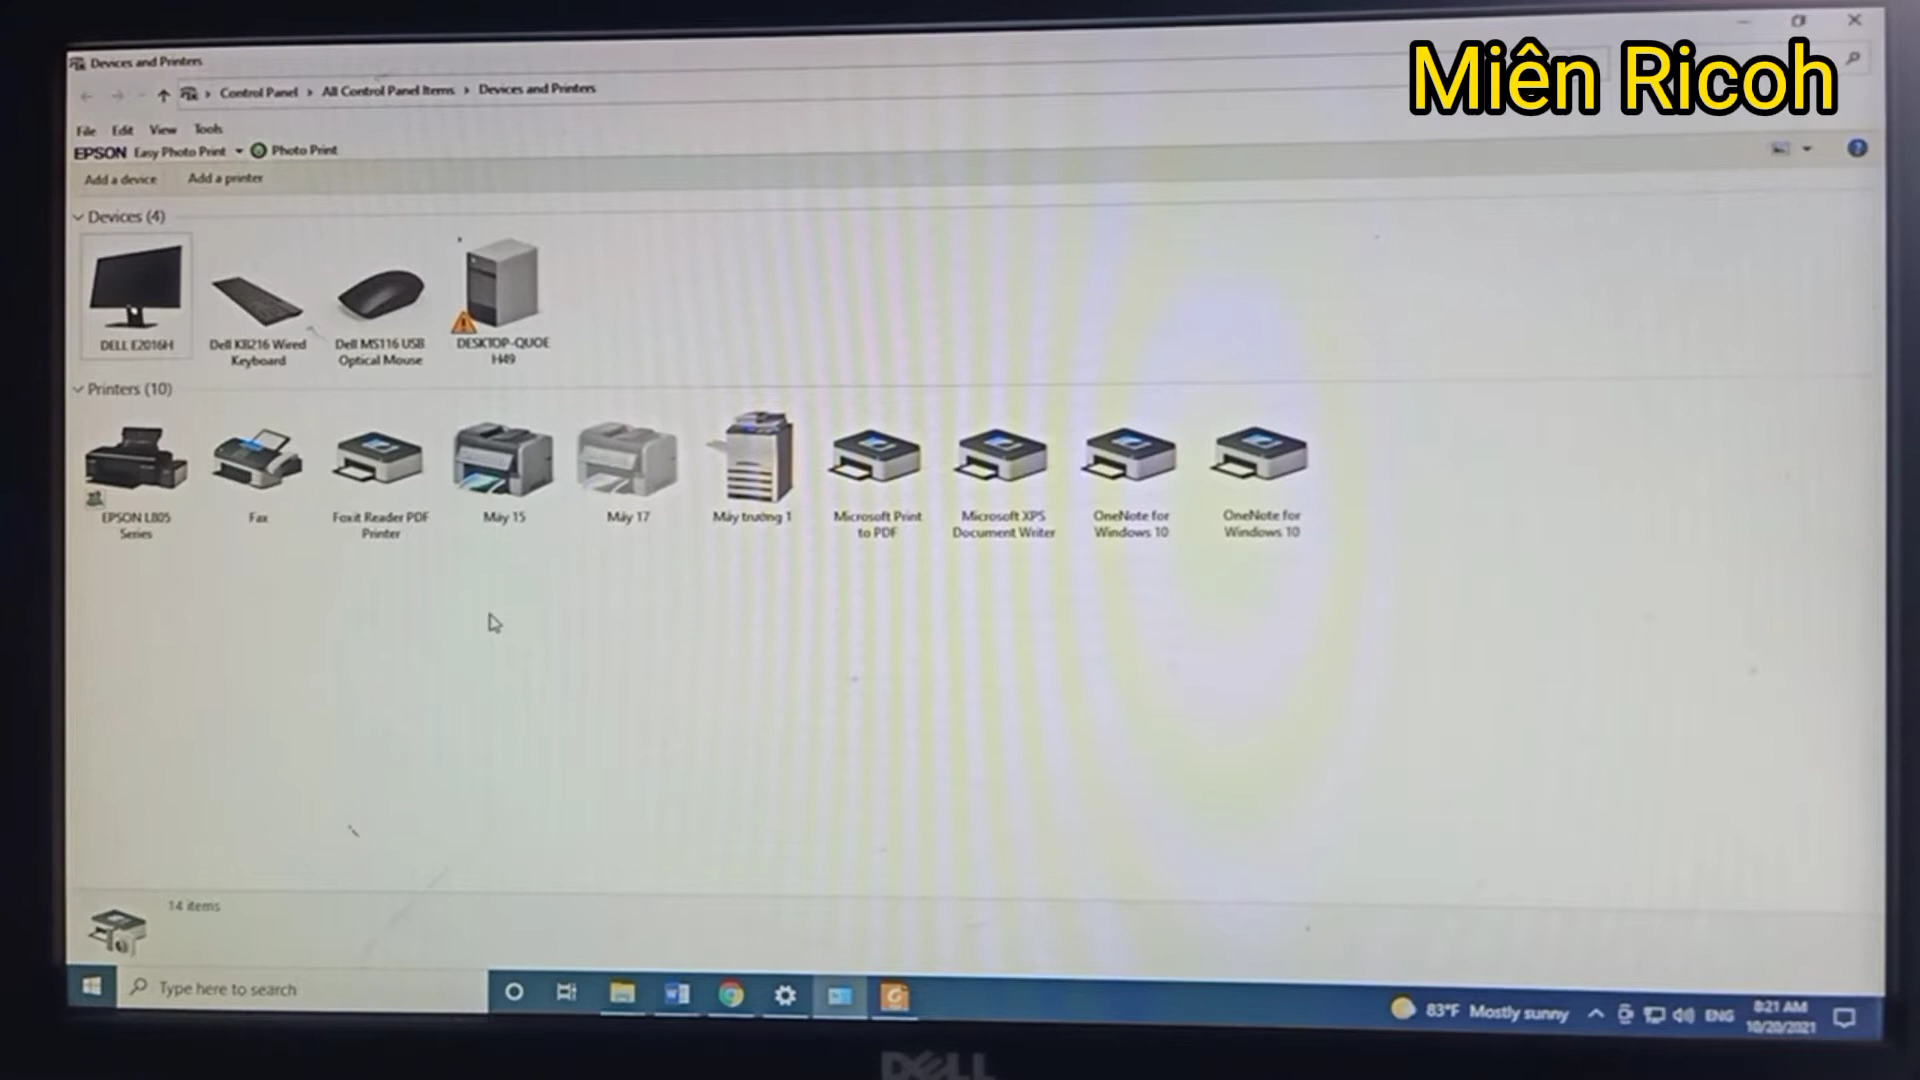 Miên Ricoh
Devices and Printers
Control Panel > All Control Panel Items > Devices and Printers
File Edit View Tools
EPSON Easy Photo Print Photo Print
Add a device Add a printer
Devices (4)
DELL E2016H
Dell KB216 Wired
Keyboard
Dell MS116 USB
Optical Mouse
DESKTOP-QUOE
H49
Printers (10)
EPSON L805
Series
Fax
Foxit Reader PDF
Printer
Máy 15
Máy 17
Máy trường 1
Microsoft Print
to PDF
Microsoft XPS
Document Writer
OneNote for
Windows 10
OneNote for
Windows 10
14 items
Type here to search
83°F Mostly sunny
ENG
8:21 AM
10/20/2021
DELL